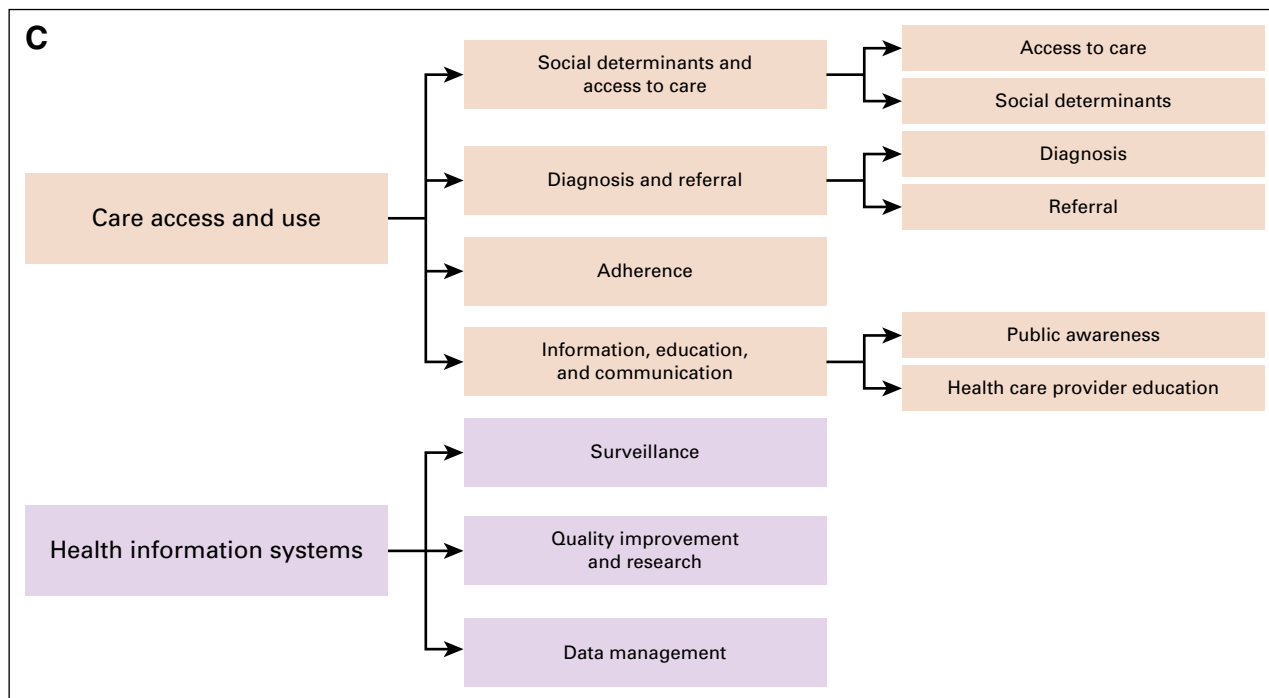 C
Care access and use
Social determinants and
access to care
Access to care
Social determinants
Diagnosis and referral
Diagnosis
Referral
Adherence
Information, education,
and communication
Public awareness
Health care provider education
Health information systems
Surveillance
Quality improvement
and research
Data management